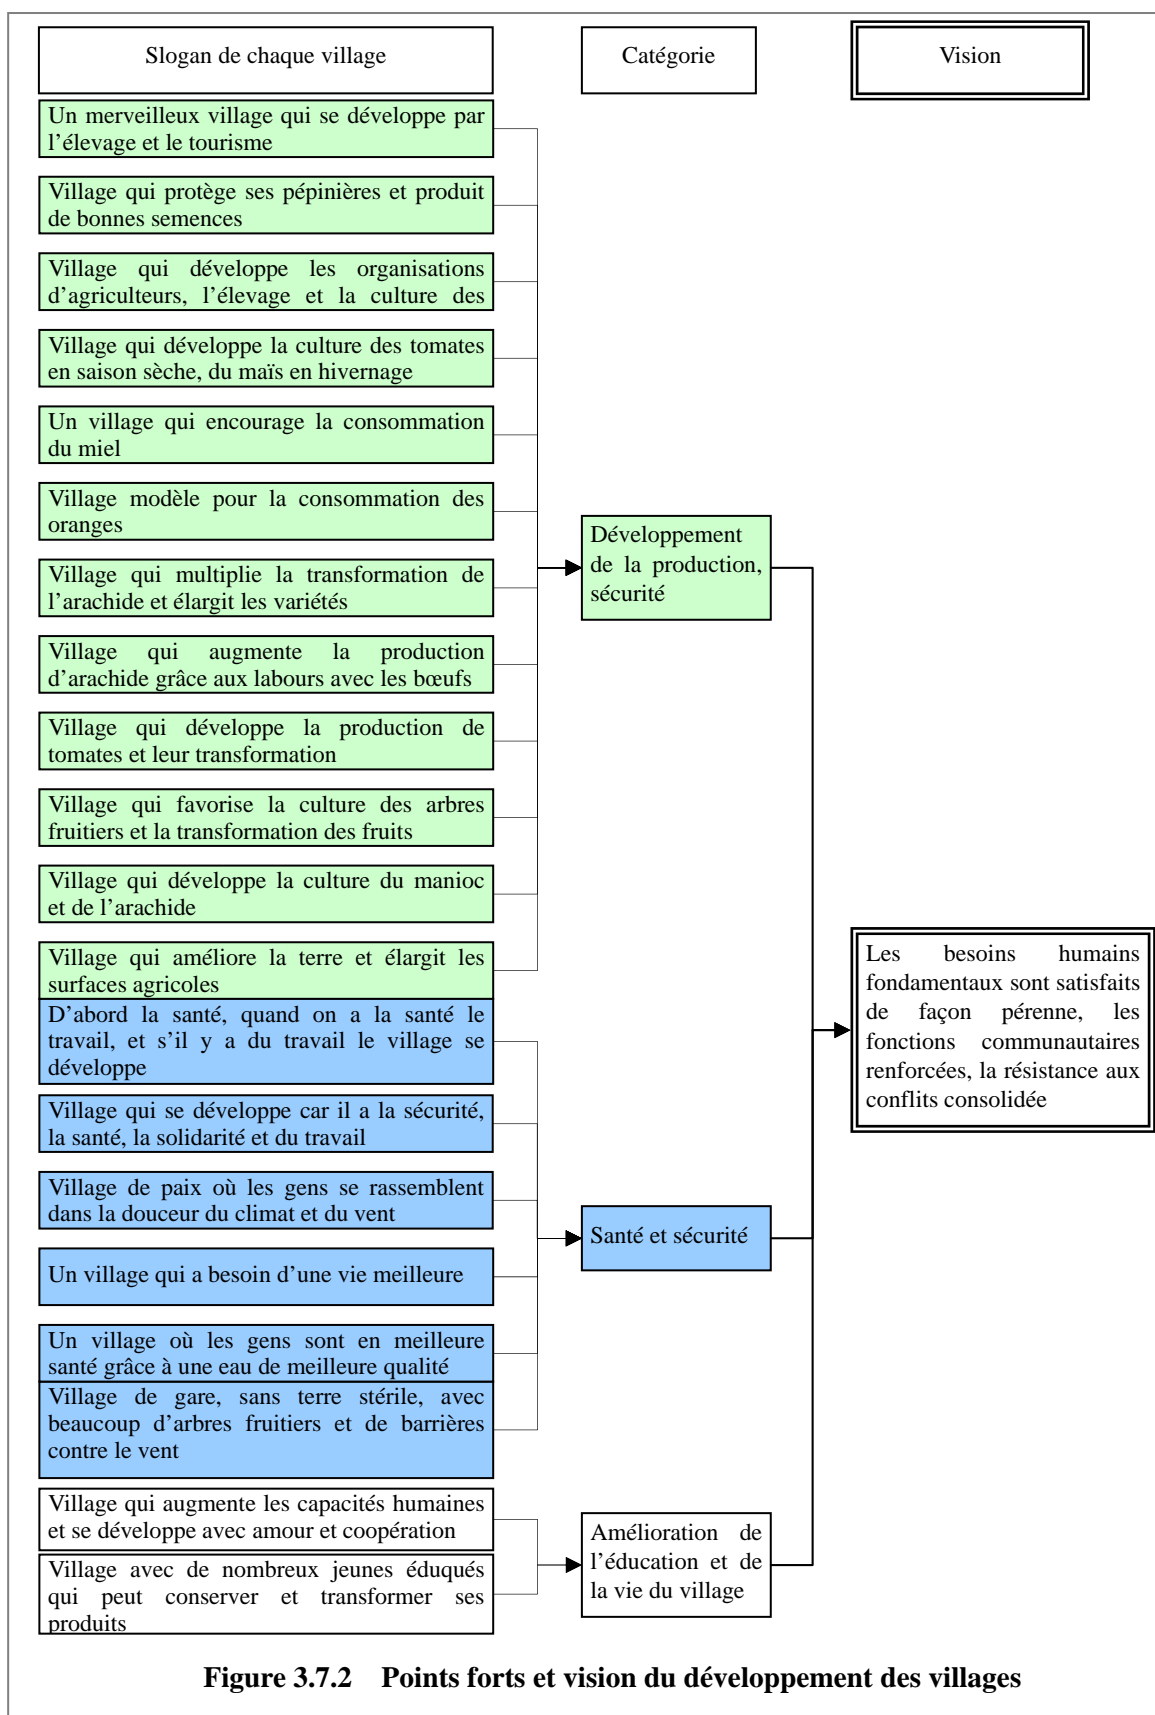 Slogan de chaque village
Catégorie
Vision
Un merveilleux village qui se développe par
l’élevage et le tourisme
Village qui protège ses pépinières et produit
de bonnes semences
Village qui développe les organisations
d’agriculteurs, l’élevage et la culture des
Village qui développe la culture des tomates
en saison sèche, du maïs en hivernage
Un village qui encourage la consommation
du miel
Village modèle pour la consommation des
oranges
Village qui multiplie la transformation de
l’arachide et élargit les variétés
Village qui augmente la production
d’arachide grâce aux labours avec les bœufs
Village qui développe la production de
tomates et leur transformation
Village qui favorise la culture des arbres
fruitiers et la transformation des fruits
Village qui développe la culture du manioc
et de l’arachide
Village qui améliore la terre et élargit les
surfaces agricoles
D’abord la santé, quand on a la santé le
travail, et s’il y a du travail le village se
développe
Village qui se développe car il a la sécurité,
la santé, la solidarité et du travail
Village de paix où les gens se rassemblent
dans la douceur du climat et du vent
Un village qui a besoin d’une vie meilleure
Un village où les gens sont en meilleure
santé grâce à une eau de meilleure qualité
Village de gare, sans terre stérile, avec
beaucoup d’arbres fruitiers et de barrières
contre le vent
Village qui augmente les capacités humaines
et se développe avec amour et coopération
Village avec de nombreux jeunes éduqués
qui peut conserver et transformer ses
produits
Développement
de la production,
sécurité
Santé et sécurité
Amélioration de
l’éducation et de
la vie du village
Les besoins humains
fondamentaux sont satisfaits
de façon pérenne, les
fonctions communautaires
renforcées, la résistance aux
conflits consolidée
Figure 3.7.2 Points forts et vision du développement des villages